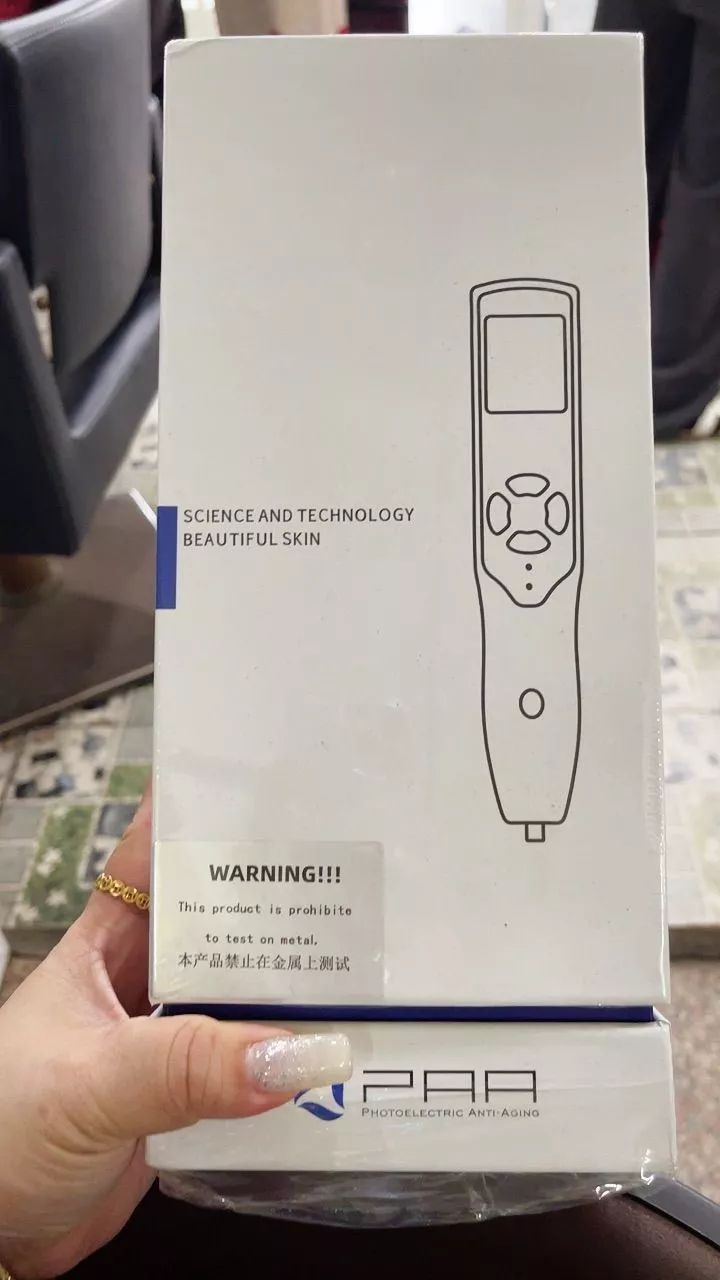 SCIENCE AND TECHNOLOGY
BEAUTIFUL SKIN
WARNING!!!
This product is prohibite
to test on metal.
本产品禁止在金属上测试
PAA
PHOTOELECTRIC ANTI-AGING